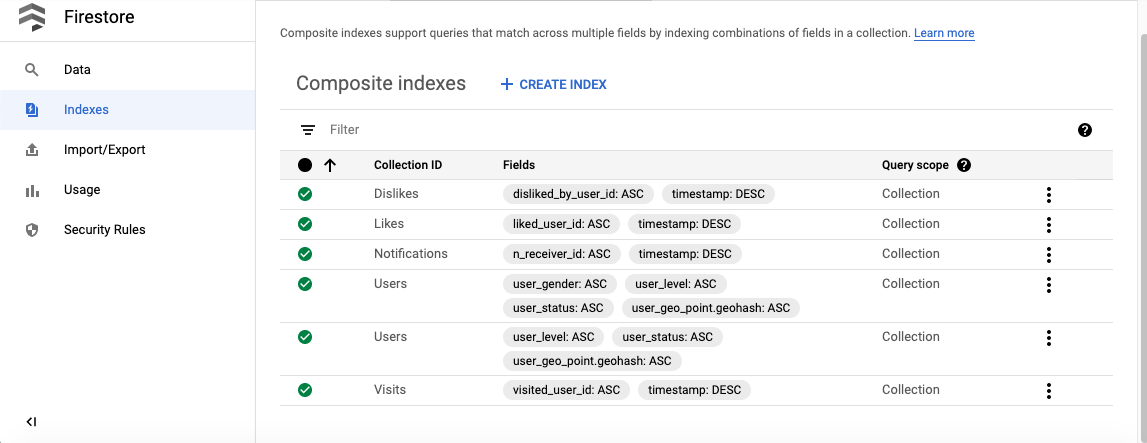 Firestore
Composite indexes support queries that match across multiple fields by indexing combinations of fields in a collection. Learn more
Data
Composite indexes + CREATE INDEX
Indexes
Filter ?
Import/Export
↑ Collection ID Fields Query scope ?
Usage
Dislikes disliked_by_user_id: ASC timestamp: DESC Collection
Likes liked_user_id: ASC timestamp: DESC Collection
Security Rules
Notifications n_receiver_id: ASC timestamp: DESC Collection
Users user_gender: ASC user_level: ASC Collection
user_status: ASC user_geo_point.geohash: ASC
Users user_level: ASC user_status: ASC Collection
user_geo_point.geohash: ASC
Visits visited_user_id: ASC timestamp: DESC Collection